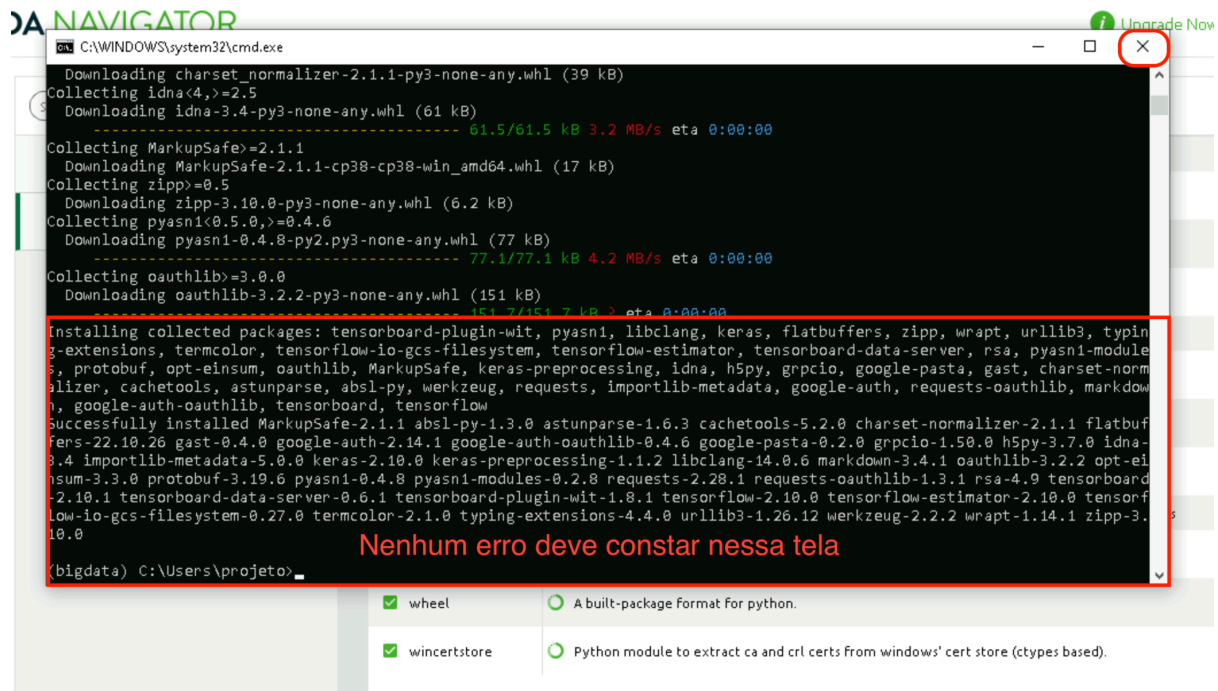 DA NAVIGATOR
Upgrade Now
C:\WINDOWS\system32\cmd.exe
Downloading charset_normalizer-2.1.1-py3-none-any.whl (39 kB)
Collecting idna<4,>=2.5
Downloading idna-3.4-py3-none-any.whl (61 kB)
---------------------------------------- 61.5/61.5 kB 3.2 MB/s eta 0:00:00
Collecting MarkupSafe>=2.1.1
Downloading MarkupSafe-2.1.1-cp38-cp38-win_amd64.whl (17 kB)
Collecting zipp>=0.5
Downloading zipp-3.10.0-py3-none-any.whl (6.2 kB)
Collecting pyasn1<0.5.0,>=0.4.6
Downloading pyasn1-0.4.8-py2.py3-none-any.whl (77 kB)
---------------------------------------- 77.1/77.1 kB 4.2 MB/s eta 0:00:00
Collecting oauthlib>=3.0.0
Downloading oauthlib-3.2.2-py3-none-any.whl (151 kB)
---------------------------------------- 151.7/151.7 kB ? eta 0:00:00
Installing collected packages: tensorboard-plugin-wit, pyasn1, libclang, keras, flatbuffers, zipp, wrapt, urllib3, typin
g-extensions, termcolor, tensorflow-io-gcs-filesystem, tensorflow-estimator, tensorboard-data-server, rsa, pyasn1-module
s, protobuf, opt-einsum, oauthlib, MarkupSafe, keras-preprocessing, idna, h5py, grpcio, google-pasta, gast, charset-norm
alizer, cachetools, astunparse, absl-py, werkzeug, requests, importlib-metadata, google-auth, requests-oauthlib, markdow
n, google-auth-oauthlib, tensorboard, tensorflow
Successfully installed MarkupSafe-2.1.1 absl-py-1.3.0 astunparse-1.6.3 cachetools-5.2.0 charset-normalizer-2.1.1 flatbuf
fers-22.10.26 gast-0.4.0 google-auth-2.14.1 google-auth-oauthlib-0.4.6 google-pasta-0.2.0 grpcio-1.50.0 h5py-3.7.0 idna-
3.4 importlib-metadata-5.0.0 keras-2.10.0 keras-preprocessing-1.1.2 libclang-14.0.6 markdown-3.4.1 oauthlib-3.2.2 opt-ei
nsum-3.3.0 protobuf-3.19.6 pyasn1-0.4.8 pyasn1-modules-0.2.8 requests-2.28.1 requests-oauthlib-1.3.1 rsa-4.9 tensorboard
-2.10.1 tensorboard-data-server-0.6.1 tensorboard-plugin-wit-1.8.1 tensorflow-2.10.0 tensorflow-estimator-2.10.0 tensorf
low-io-gcs-filesystem-0.27.0 termcolor-2.1.0 typing-extensions-4.4.0 urllib3-1.26.12 werkzeug-2.2.2 wrapt-1.14.1 zipp-3.
10.0
Nenhum erro deve constar nessa tela
(bigdata) C:\Users\projeto>
wheel A built-package format for python.
wincertstore Python module to extract ca and crl certs from windows' cert store (ctypes based).